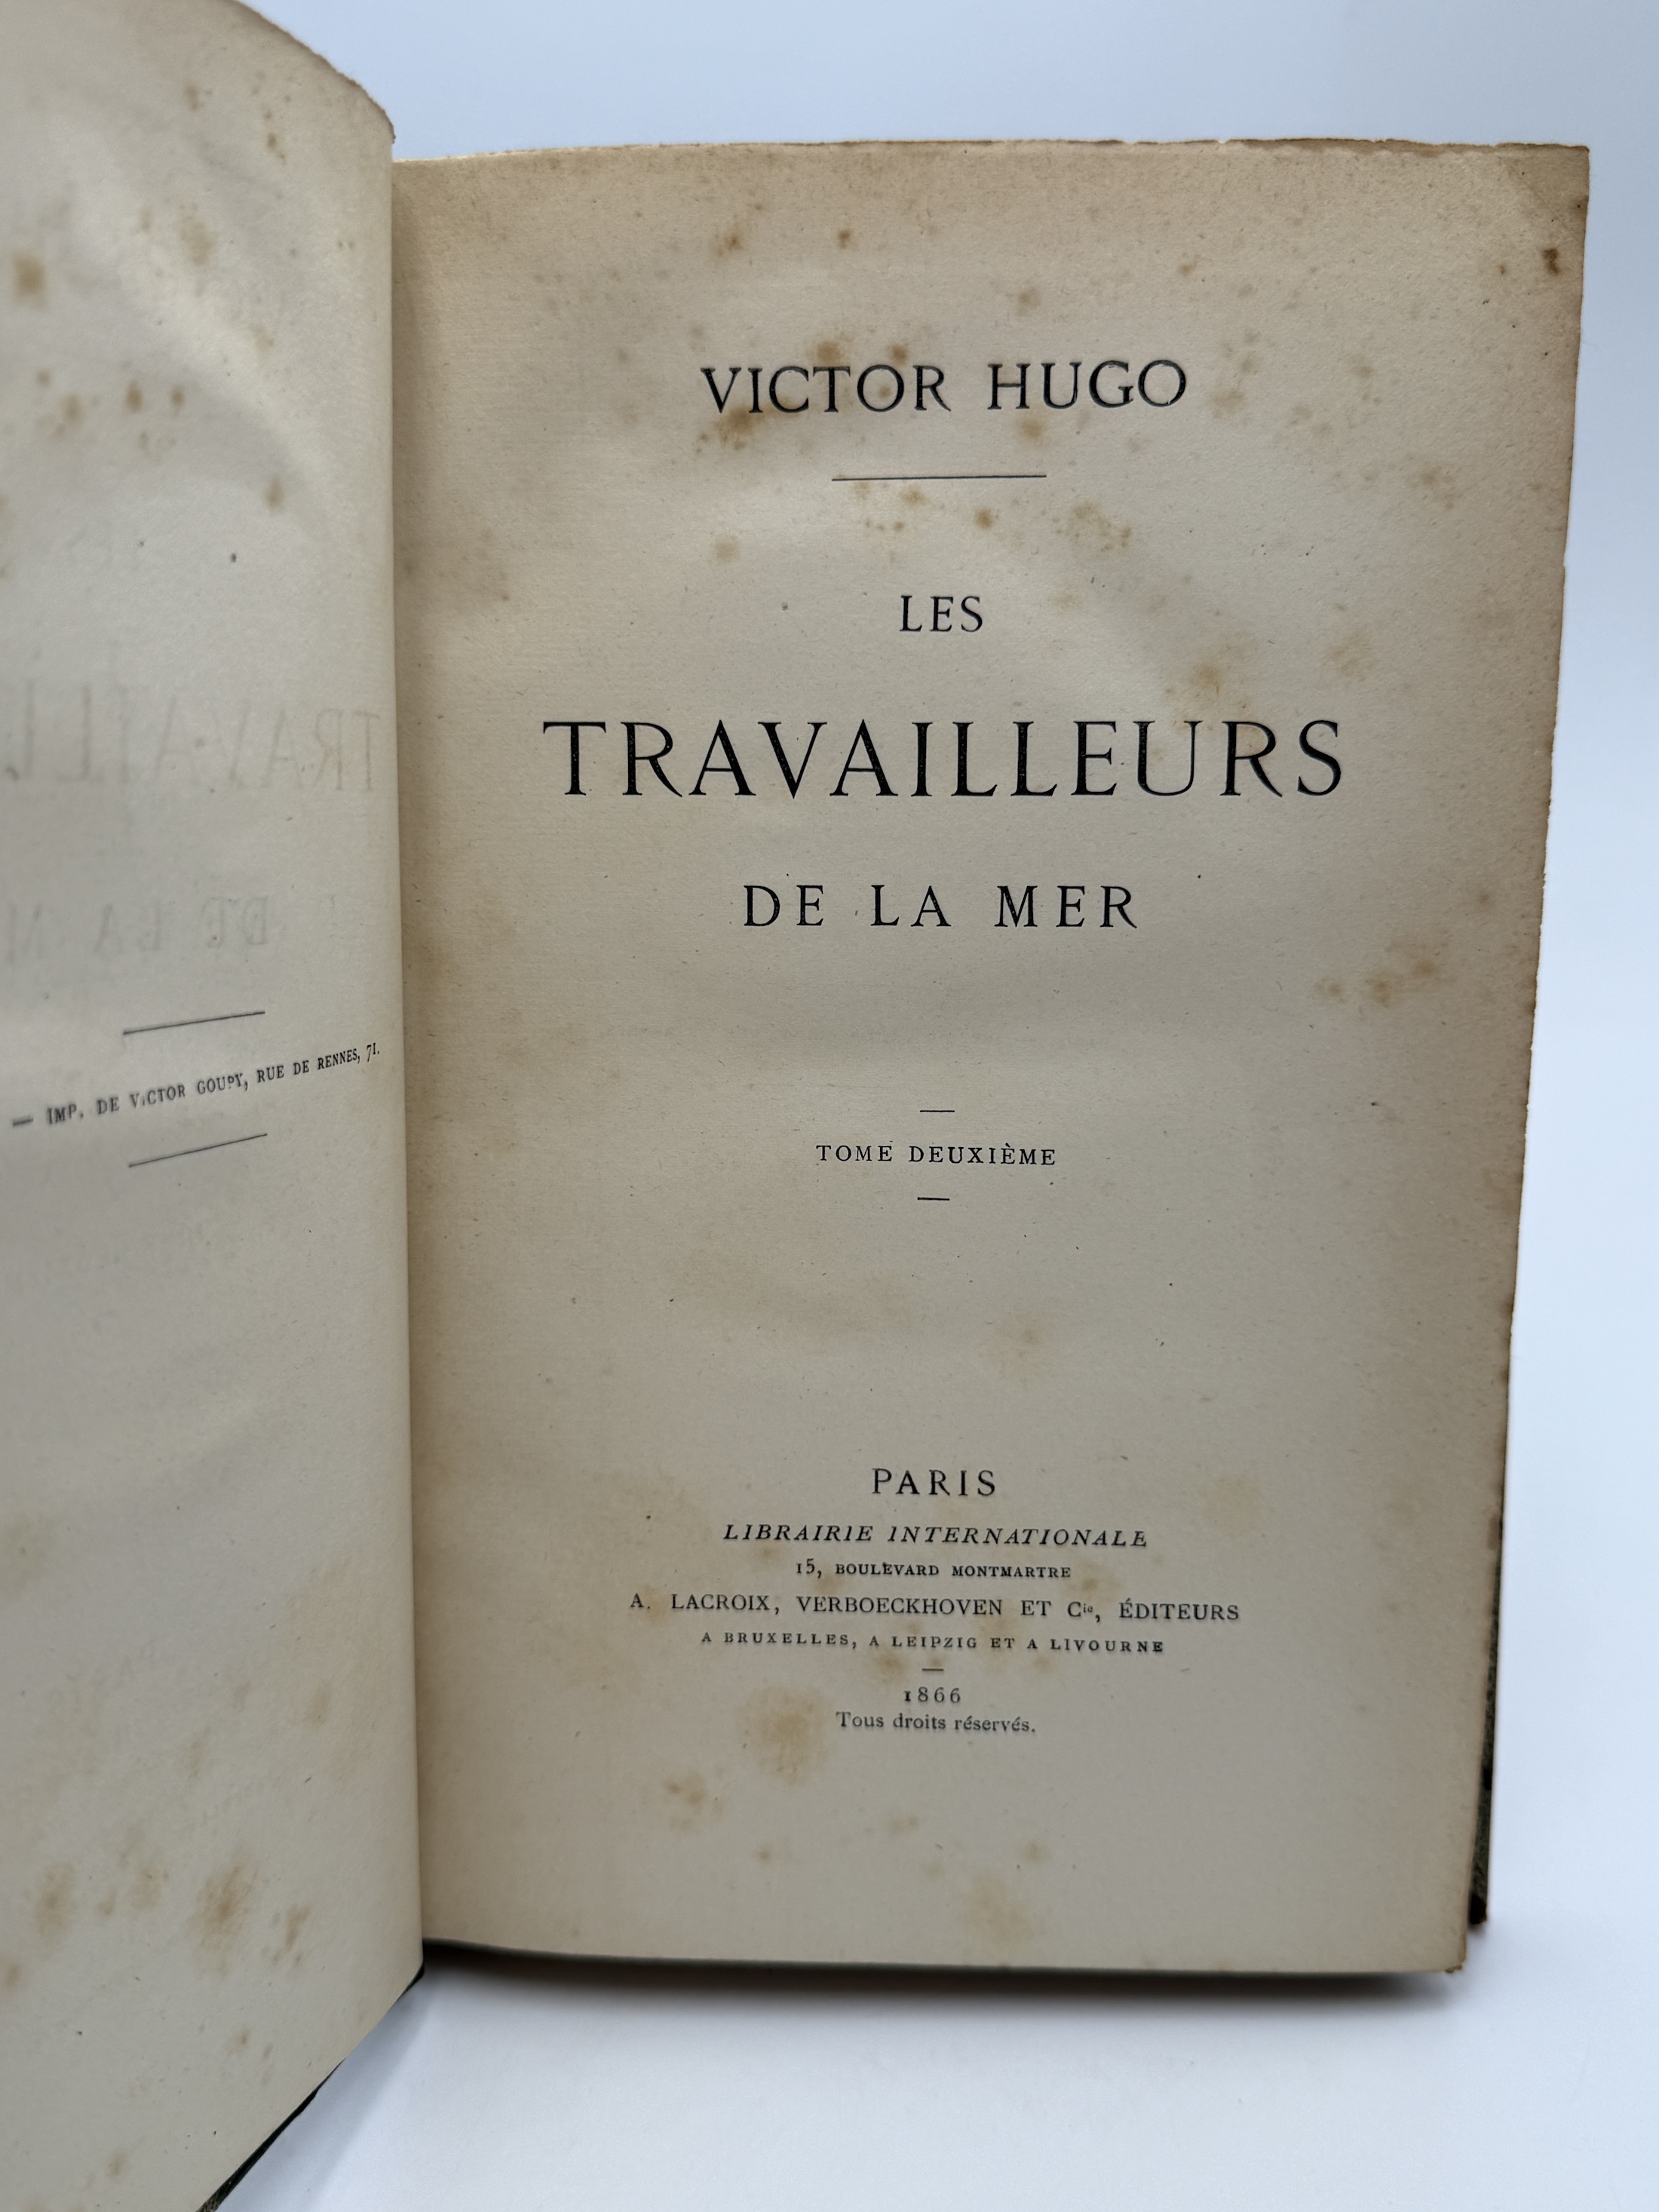 — IMP. DE VICTOR GOUPY, RUE DE RENNES, 71.
VICTOR HUGO
LES
TRAVAILLEURS
DE LA MER
TOME DEUXIÈME
PARIS
LIBRAIRIE INTERNATIONALE
15, BOULEVARD MONTMARTRE
A. LACROIX, VERBOECKHOVEN ET Cie, ÉDITEURS
A BRUXELLES, A LEIPZIG ET A LIVOURNE
1866
Tous droits réservés.